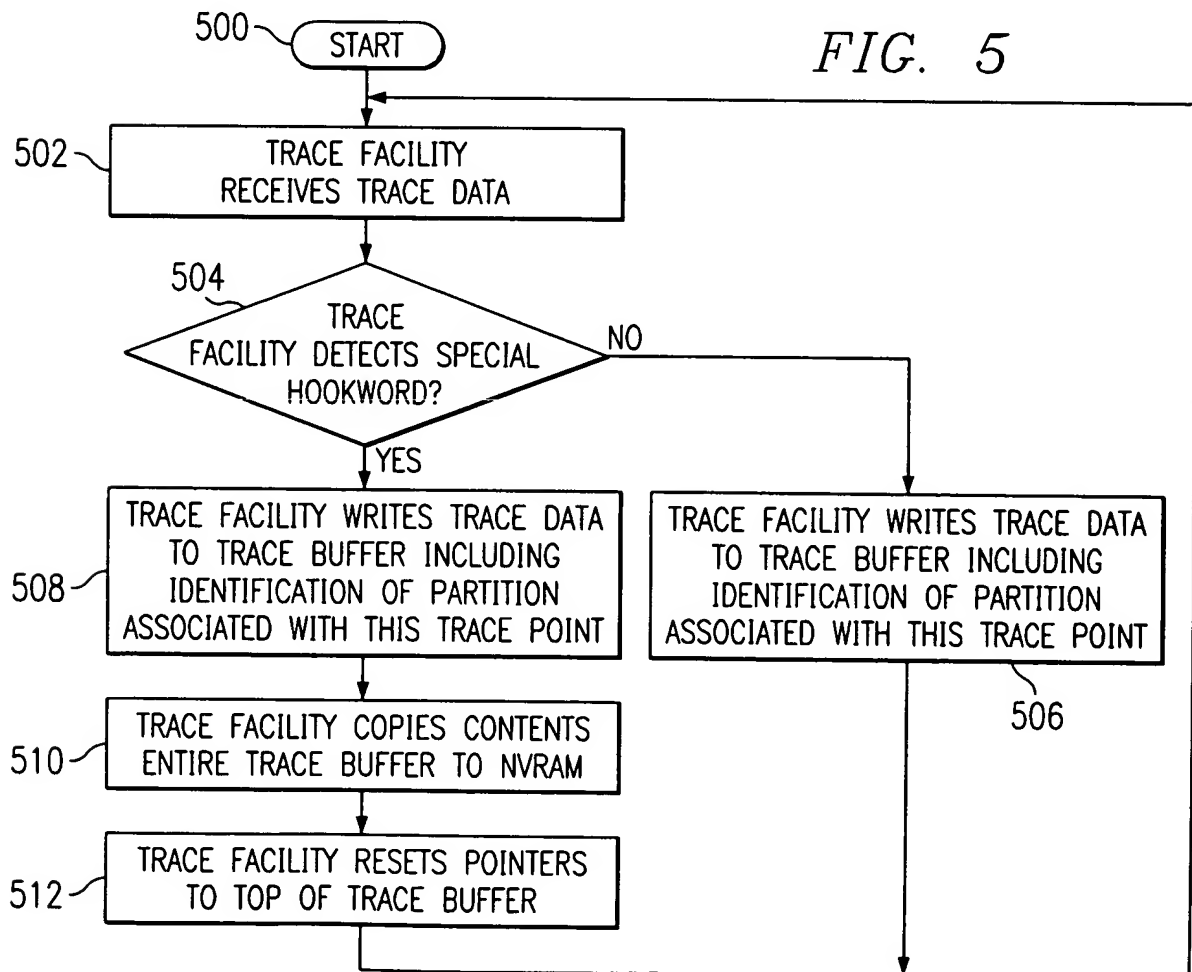 FIG. 5
500
START
502
TRACE FACILITY
RECEIVES TRACE DATA
504
TRACE
FACILITY DETECTS SPECIAL
HOOKWORD?
NO
YES
508
TRACE FACILITY WRITES TRACE DATA
TO TRACE BUFFER INCLUDING
IDENTIFICATION OF PARTITION
ASSOCIATED WITH THIS TRACE POINT
TRACE FACILITY WRITES TRACE DATA
TO TRACE BUFFER INCLUDING
IDENTIFICATION OF PARTITION
ASSOCIATED WITH THIS TRACE POINT
506
510
TRACE FACILITY COPIES CONTENTS
ENTIRE TRACE BUFFER TO NVRAM
512
TRACE FACILITY RESETS POINTERS
TO TOP OF TRACE BUFFER